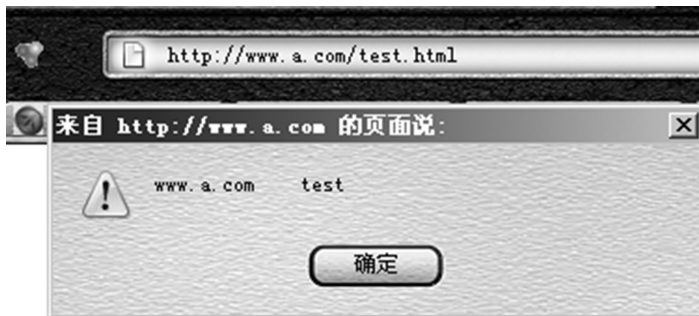 http://www.a.com/test.html
来自 http://www.a.com 的页面说:
www.a.com test
确定